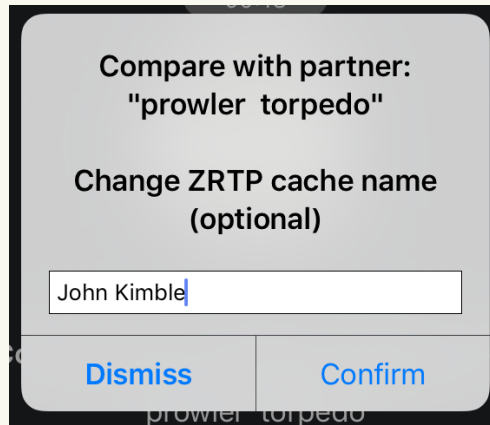 Compare with partner:
"prowler torpedo"
Change ZRTP cache name
(optional)
John Kimble
Dismiss
Confirm
prowler torpedo